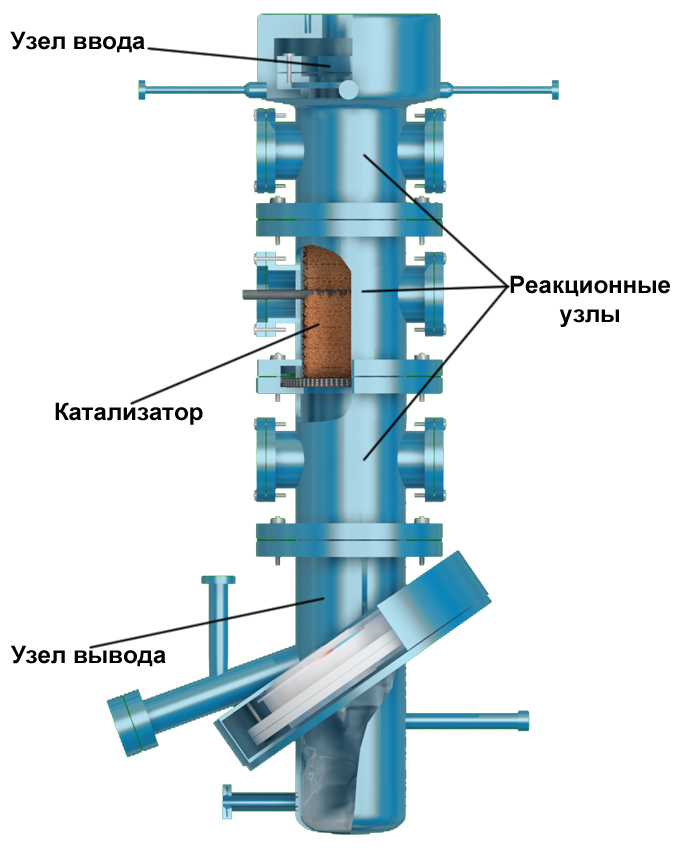 Узел ввода
Реакционные
узлы
Катализатор
Узел вывода